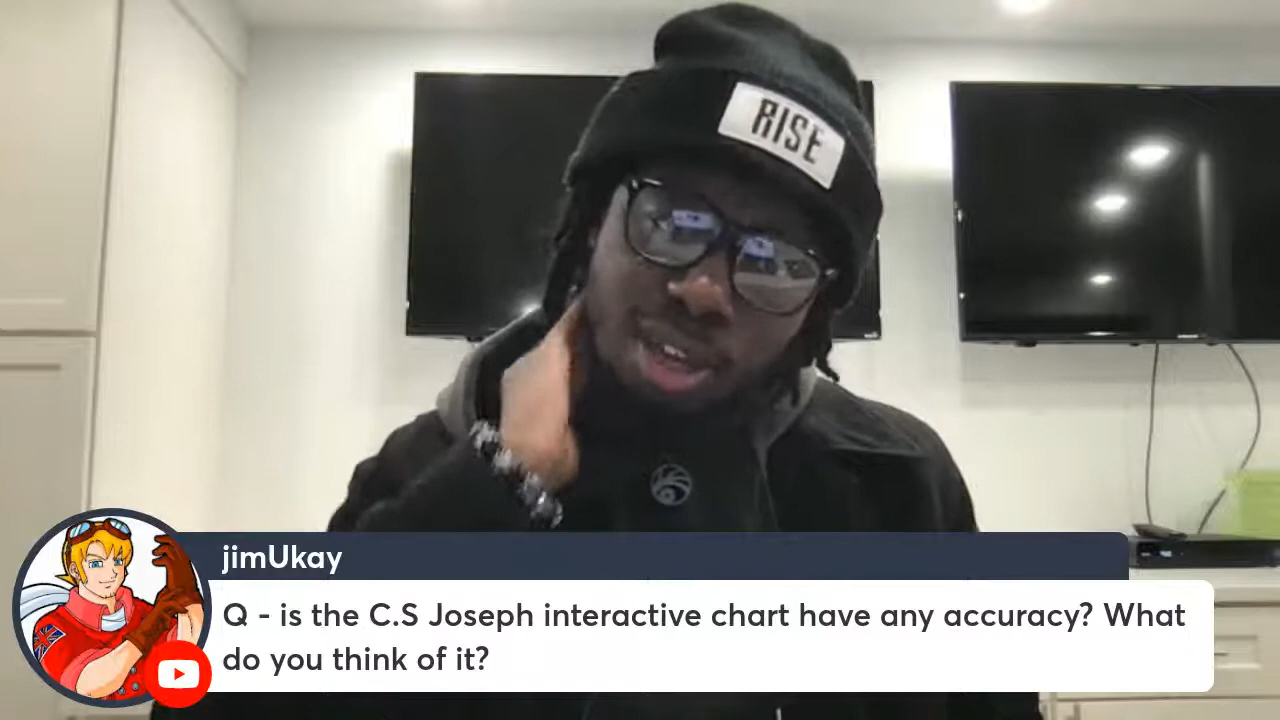 RISE
jimUkay
Q - is the C.S Joseph interactive chart have any accuracy? What
do you think of it?